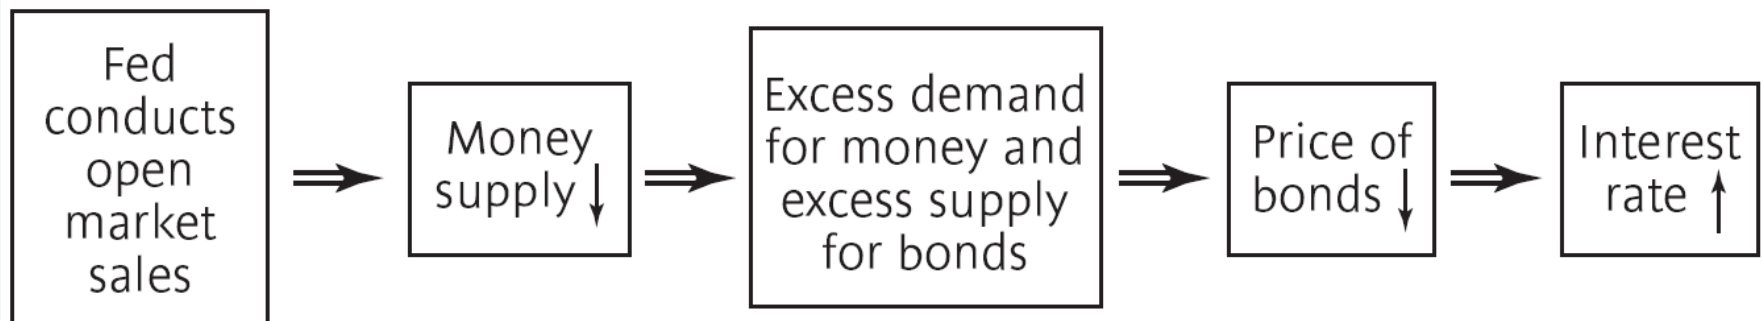 Fed
conducts
open
market
sales
Money
supply ↓
Excess demand
for money and
excess supply
for bonds
Price of
bonds ↓
Interest
rate ↑